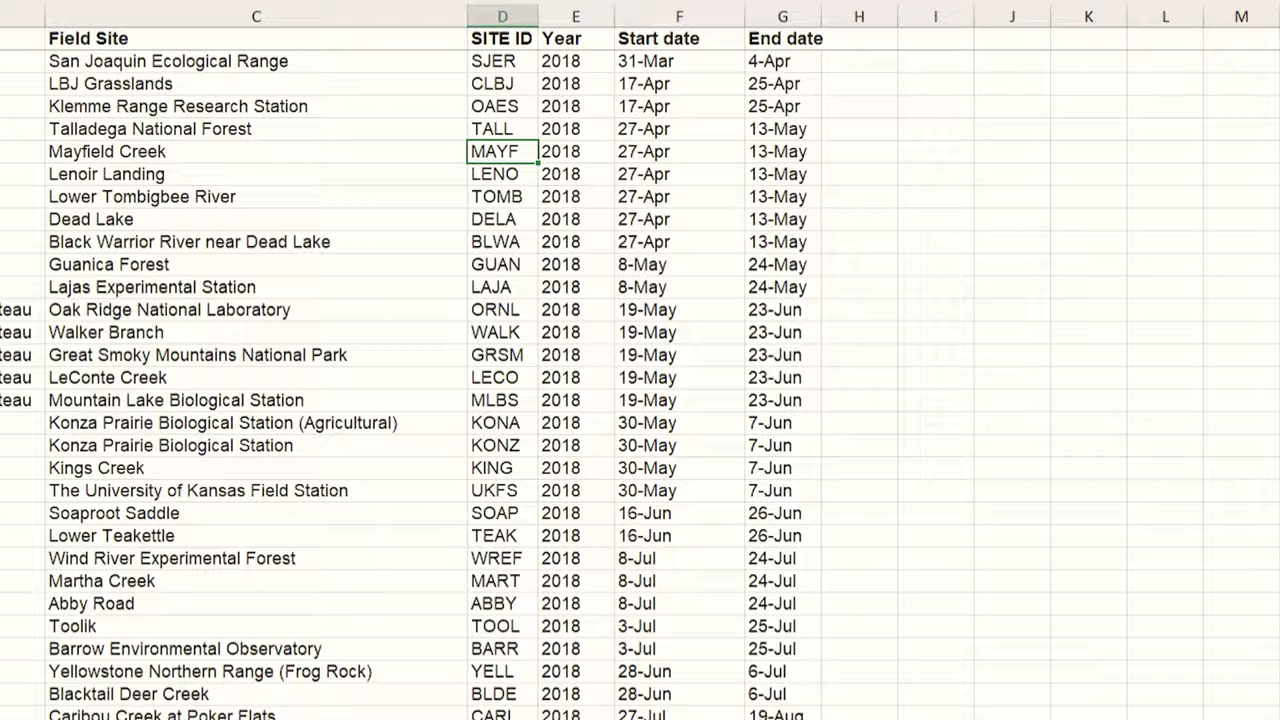 C D E F G H I J K L M
Field Site SITE ID Year Start date End date
San Joaquin Ecological Range SJER 2018 31-Mar 4-Apr
LBJ Grasslands CLBJ 2018 17-Apr 25-Apr
Klemme Range Research Station OAES 2018 17-Apr 25-Apr
Talladega National Forest TALL 2018 27-Apr 13-May
Mayfield Creek MAYF 2018 27-Apr 13-May
Lenoir Landing LENO 2018 27-Apr 13-May
Lower Tombigbee River TOMB 2018 27-Apr 13-May
Dead Lake DELA 2018 27-Apr 13-May
Black Warrior River near Dead Lake BLWA 2018 27-Apr 13-May
Guanica Forest GUAN 2018 8-May 24-May
Lajas Experimental Station LAJA 2018 8-May 24-May
teau Oak Ridge National Laboratory ORNL 2018 19-May 23-Jun
teau Walker Branch WALK 2018 19-May 23-Jun
teau Great Smoky Mountains National Park GRSM 2018 19-May 23-Jun
teau LeConte Creek LECO 2018 19-May 23-Jun
teau Mountain Lake Biological Station MLBS 2018 19-May 23-Jun
Konza Prairie Biological Station (Agricultural) KONA 2018 30-May 7-Jun
Konza Prairie Biological Station KONZ 2018 30-May 7-Jun
Kings Creek KING 2018 30-May 7-Jun
The University of Kansas Field Station UKFS 2018 30-May 7-Jun
Soaproot Saddle SOAP 2018 16-Jun 26-Jun
Lower Teakettle TEAK 2018 16-Jun 26-Jun
Wind River Experimental Forest WREF 2018 8-Jul 24-Jul
Martha Creek MART 2018 8-Jul 24-Jul
Abby Road ABBY 2018 8-Jul 24-Jul
Toolik TOOL 2018 3-Jul 25-Jul
Barrow Environmental Observatory BARR 2018 3-Jul 25-Jul
Yellowstone Northern Range (Frog Rock) YELL 2018 28-Jun 6-Jul
Blacktail Deer Creek BLDE 2018 28-Jun 6-Jul
Caribou Creek at Poker Flats CARI 2018 27-Jul 19-Aug